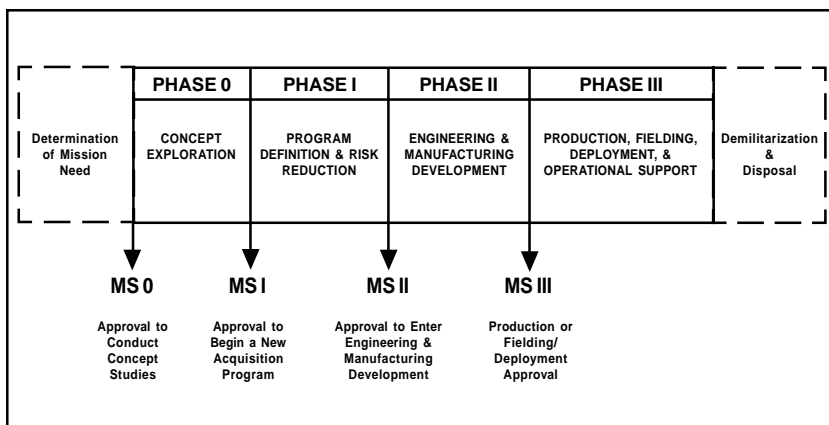 PHASE 0
PHASE I
PHASE II
PHASE III
Determination
of Mission
Need
CONCEPT
EXPLORATION
PROGRAM
DEFINITION & RISK
REDUCTION
ENGINEERING &
MANUFACTURING
DEVELOPMENT
PRODUCTION, FIELDING,
DEPLOYMENT, &
OPERATIONAL SUPPORT
Demilitarization
&
Disposal
MS 0
Approval to
Conduct
Concept
Studies
MS I
Approval to
Begin a New
Acquisition
Program
MS II
Approval to Enter
Engineering &
Manufacturing
Development
MS III
Production or
Fielding/
Deployment
Approval